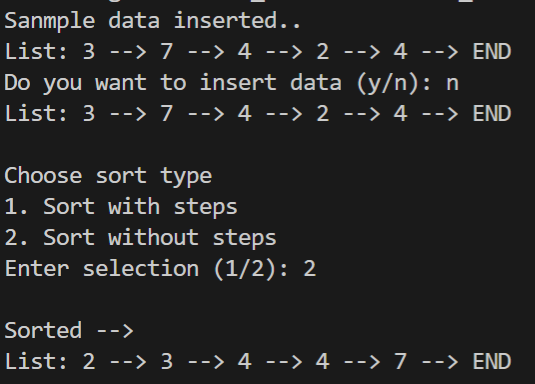 Sanmple data inserted..
List: 3 --> 7 --> 4 --> 2 --> 4 --> END
Do you want to insert data (y/n): n
List: 3 --> 7 --> 4 --> 2 --> 4 --> END
Choose sort type
1. Sort with steps
2. Sort without steps
Enter selection (1/2): 2
Sorted -->
List: 2 --> 3 --> 4 --> 4 --> 7 --> END